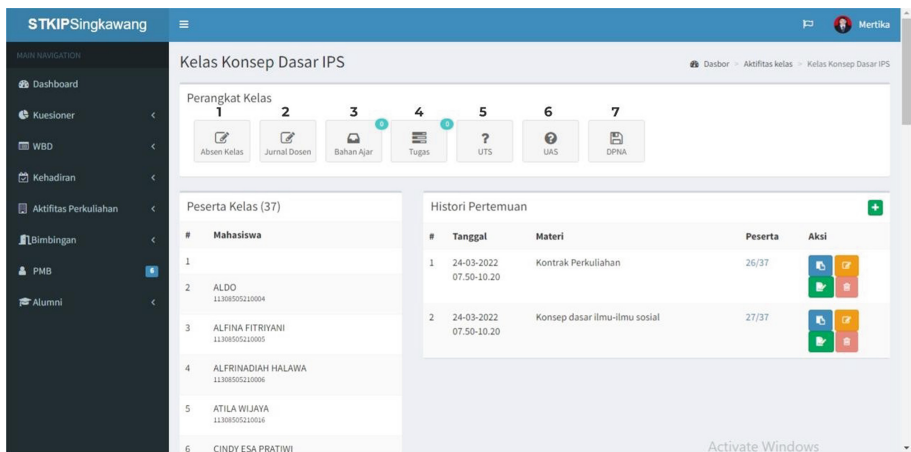 STKIPSingkawang
Mertika
MAIN NAVIGATION
Dashboard
Kuesioner
WBD
Kehadiran
Aktifitas Perkuliahan
Bimbingan
PMB 6
Alumni
Kelas Konsep Dasar IPS
Dasbor > Aktifitas kelas > Kelas Konsep Dasar IPS
Perangkat Kelas
1 2 3 4 5 6 7
0 0
Absen Kelas Jurnal Dosen Bahan Ajar Tugas UTS UAS DPNA
Peserta Kelas (37)
# Mahasiswa
1
2 ALDO
11308505210004
3 ALFINA FITRIYANI
11308505210005
4 ALFRINADIAH HALAWA
11308505210006
5 ATILA WIJAYA
11308505210016
6 CINDY ESA PRATIWI
Histori Pertemuan
# Tanggal Materi Peserta Aksi
1 24-03-2022 Kontrak Perkuliahan 26/37
07.50-10.20
2 24-03-2022 Konsep dasar ilmu-ilmu sosial 27/37
07.50-10.20
Activate Windows